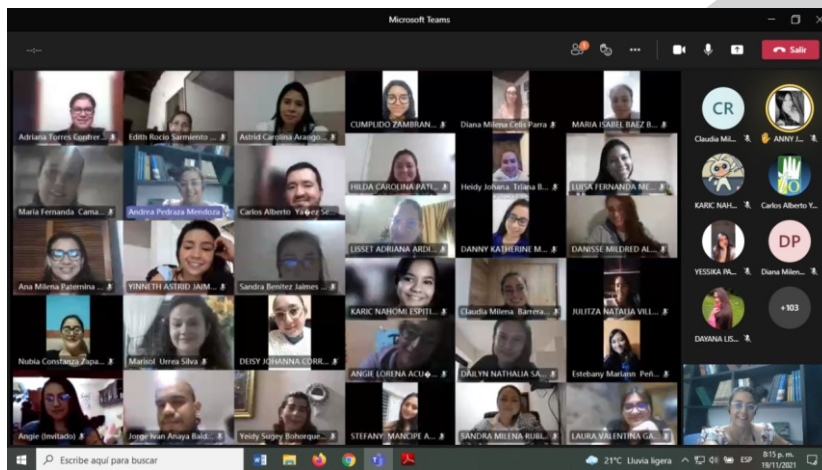 Microsoft Teams
--:--
1
Salir
Adriana Torres Contrer...
Edith Rocio Sarmiento ...
Astrid Carolina Arango...
CUMPLIDO ZAMBRAN...
Diana Milena Celis Parra
MARIA ISABEL BAEZ B...
CR
Claudia Mil...
ANNY J...
Maria Fernanda Cama...
Andrea Pedraza Mendoza
Carlos Alberto Ya�ez Se...
HILDA CAROLINA PATI...
Heidy Johana Triana B...
LUISA FERNANDA ME...
KARIC NAH...
Carlos Alberto Y...
Ana Milena Paternina ...
YINNETH ASTRID JAIM...
Sandra Benitez Jaimes ...
LISSET ADRIANA ARDI...
DANNY KATHERINE M...
DANISSE MILDRED AL...
DP
YESSIKA PA...
Diana Milen...
Nubia Constanza Zapa...
Marisol Urrea Silva
DEISY JOHANNA CORR...
KARIC NAHOMI ESPITI...
Claudia Milena Barrera...
JULITZA NATALIA VILL...
+103
DAYANA LIS...
Angie (Invitado)
Jorge Ivan Anaya Bald...
Yeidy Sugey Bohorque...
ANGIE LORENA ACU�...
DAILYN NATHALIA SA...
Estebany Mariann Peñ...
STEFANY MANCIPE A...
SANDRA MILENA RUBI...
LAURA VALENTINA GA...
Escribe aquí para buscar
21°C Lluvia ligera
ESP
8:15 p. m.
19/11/2021